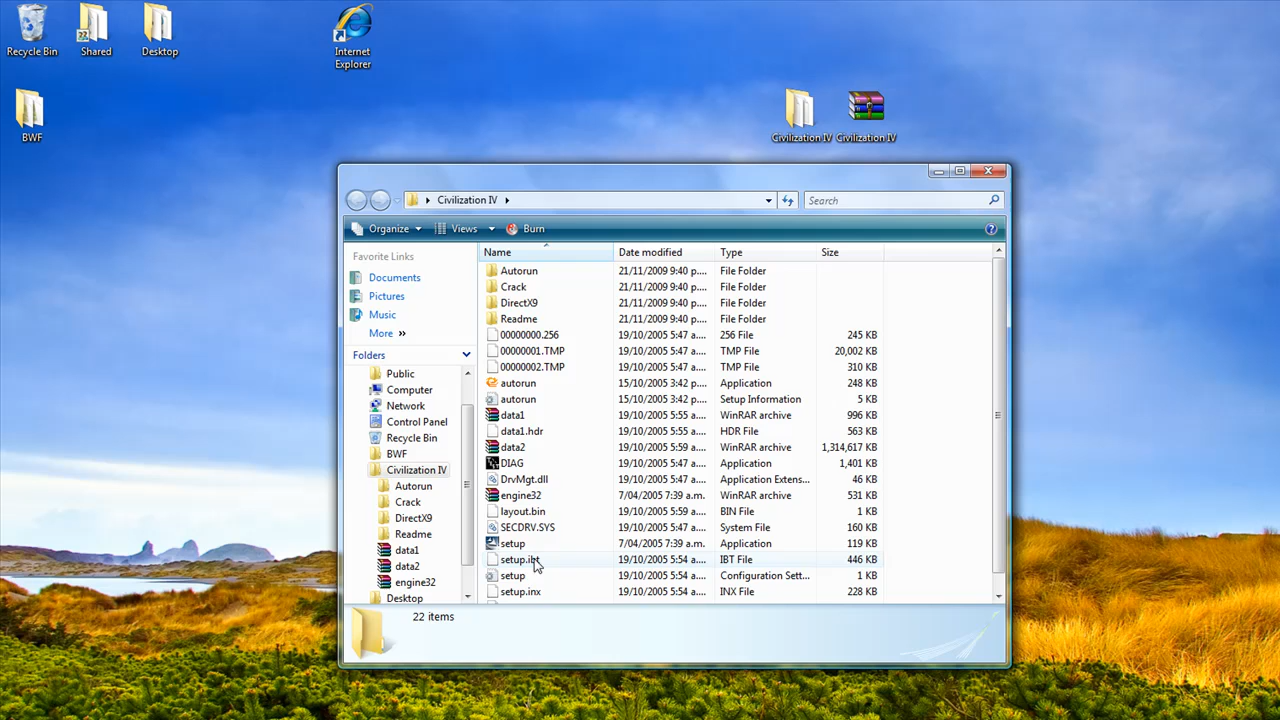 Recycle Bin
Shared
Desktop
Internet
Explorer
BWF
Civilization IV
Civilization IV
Civilization IV
Search
Organize
Views
Burn
Favorite Links
Documents
Pictures
Music
More »
Folders
Public
Computer
Network
Control Panel
Recycle Bin
BWF
Civilization IV
Autorun
Crack
DirectX9
Readme
data1
data2
engine32
Desktop
Name Date modified Type Size
Autorun 21/11/2009 9:40 p.... File Folder
Crack 21/11/2009 9:40 p.... File Folder
DirectX9 21/11/2009 9:40 p.... File Folder
Readme 21/11/2009 9:40 p.... File Folder
00000000.256 19/10/2005 5:47 a.... 256 File 245 KB
00000001.TMP 19/10/2005 5:47 a.... TMP File 20,002 KB
00000002.TMP 19/10/2005 5:47 a.... TMP File 310 KB
autorun 15/10/2005 3:42 p.... Application 248 KB
autorun 15/10/2005 3:42 p.... Setup Information 5 KB
data1 19/10/2005 5:55 a.... WinRAR archive 996 KB
data1.hdr 19/10/2005 5:55 a.... HDR File 563 KB
data2 19/10/2005 5:59 a.... WinRAR archive 1,314,617 KB
DIAG 19/10/2005 5:47 a.... Application 1,401 KB
DrvMgt.dll 19/10/2005 5:47 a.... Application Extens... 46 KB
engine32 7/04/2005 7:39 a.m. WinRAR archive 531 KB
layout.bin 19/10/2005 5:59 a.... BIN File 1 KB
SECDRV.SYS 19/10/2005 5:47 a.... System File 160 KB
setup 7/04/2005 7:39 a.m. Application 119 KB
setup.ibt 19/10/2005 5:54 a.... IBT File 446 KB
setup 19/10/2005 5:54 a.... Configuration Sett... 1 KB
setup.inx 19/10/2005 5:54 a.... INX File 228 KB
22 items